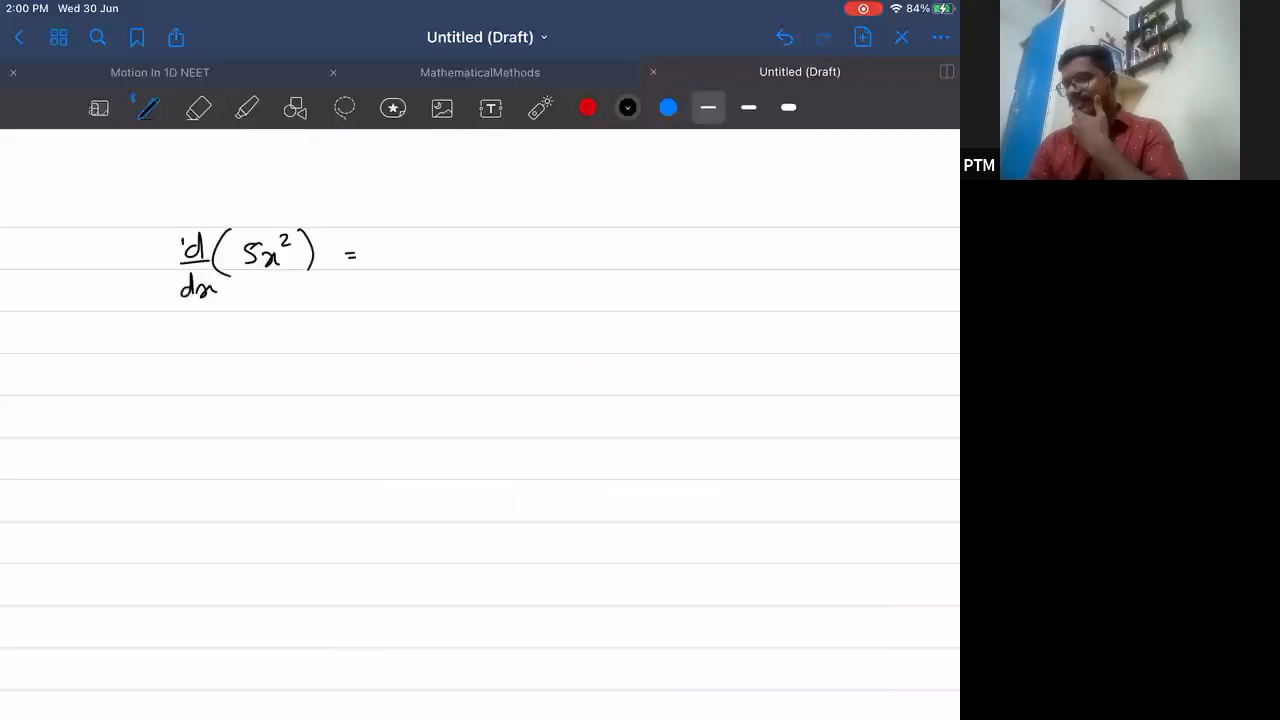 2:00 PM Wed 30 Jun 84%
Untitled (Draft)
Motion In 1D NEET MathematicalMethods Untitled (Draft)
T
PTM
d/dx ( 5x² ) =